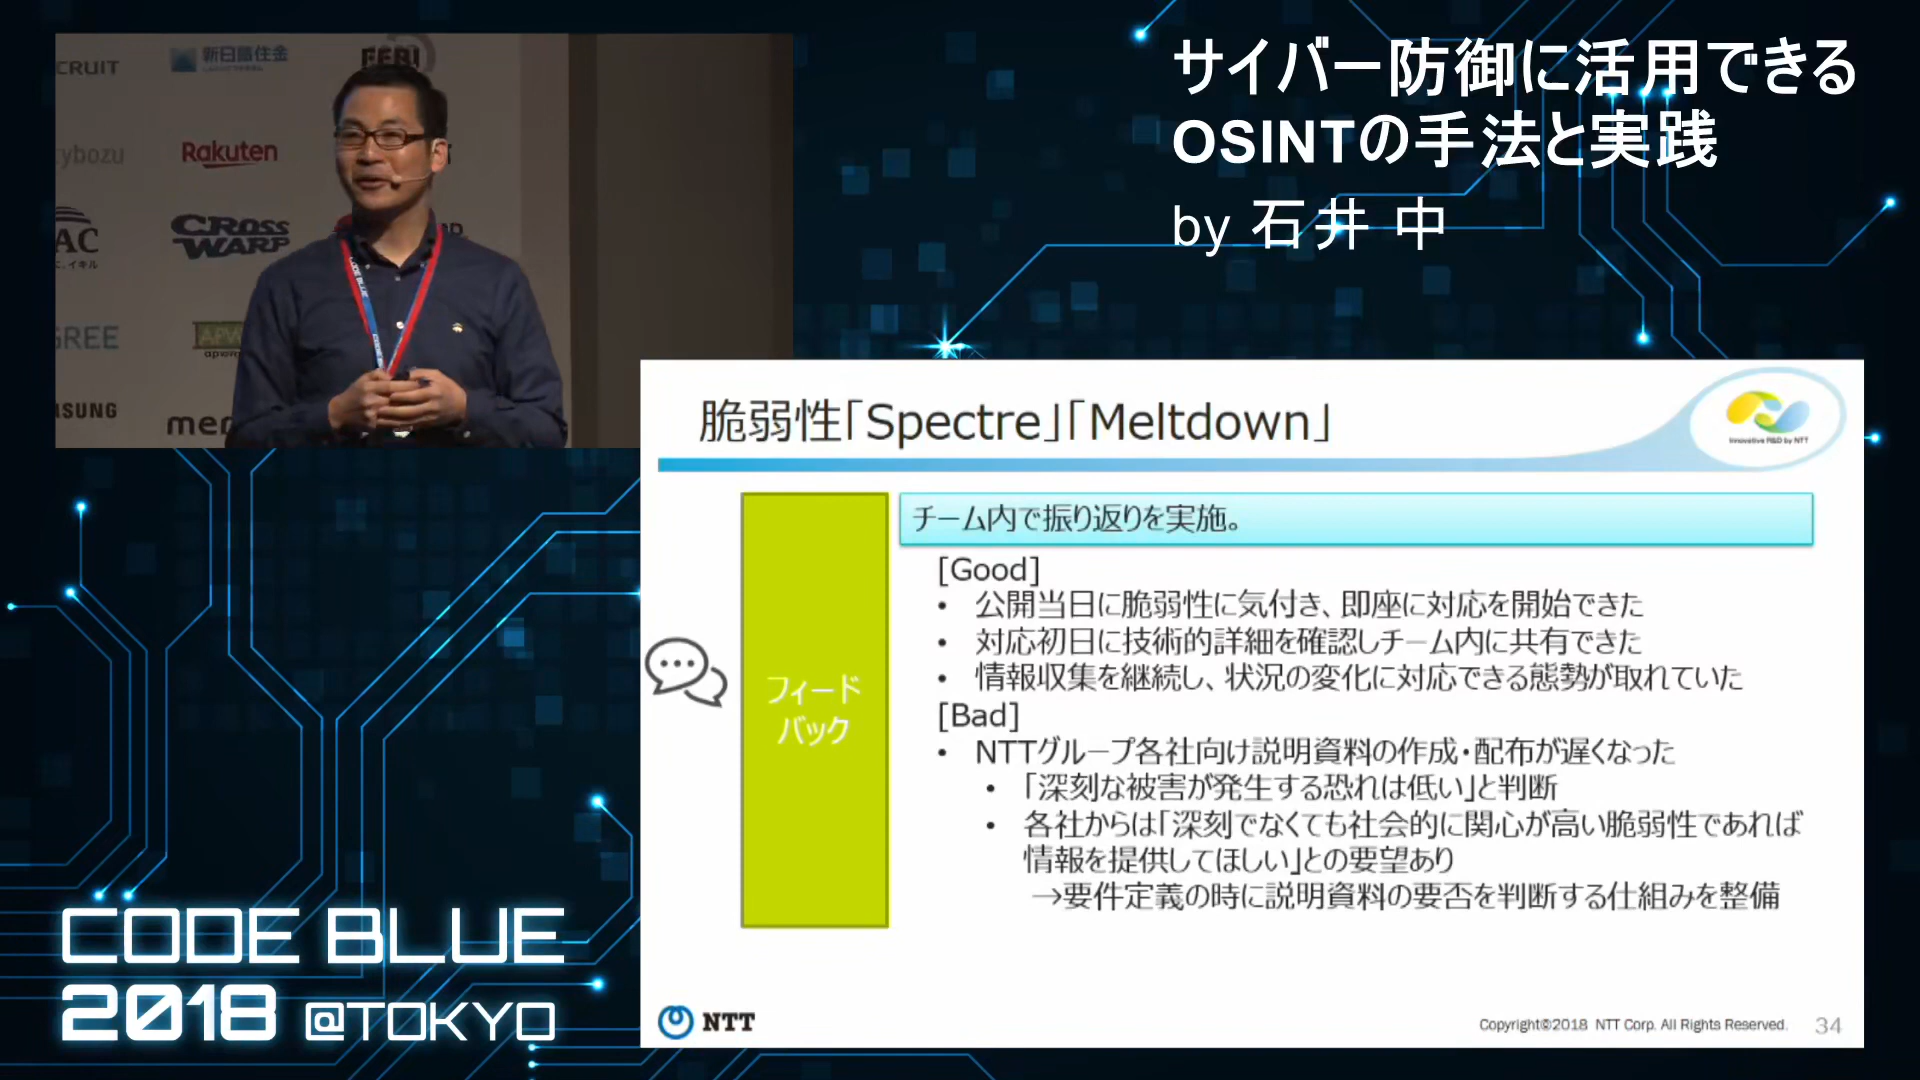 サイバー防御に活用できる
OSINTの手法と実践
by 石井 中
CRUIT
新日鉄住金
FFRI
cybozu
Rakuten
AC
CROSS
WARP
GREE
MSUNG
mer
CODE BLUE
脆弱性「Spectre」「Meltdown」
Innovative R&D by NTT
チーム内で振り返りを実施。
フィード
バック
[Good]
• 公開当日に脆弱性に気付き、即座に対応を開始できた
• 対応初日に技術的詳細を確認しチーム内に共有できた
• 情報収集を継続し、状況の変化に対応できる態勢が取れていた
[Bad]
• NTTグループ各社向け説明資料の作成・配布が遅くなった
• 「深刻な被害が発生する恐れは低い」と判断
• 各社からは「深刻でなくても社会的に関心が高い脆弱性であれば
情報を提供してほしい」との要望あり
→要件定義の時に説明資料の要否を判断する仕組みを整備
NTT
Copyright©2018 NTT Corp. All Rights Reserved.
34
CODE BLUE
2018 @TOKYO